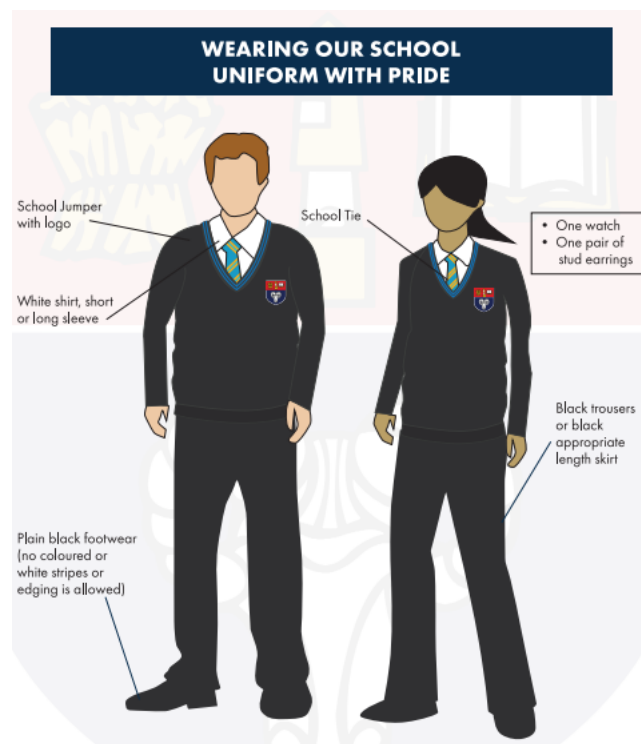 WEARING OUR SCHOOL
UNIFORM WITH PRIDE
School Jumper
with logo
School Tie
• One watch
• One pair of
stud earrings
White shirt, short
or long sleeve
Black trousers
or black
appropriate
length skirt
Plain black footwear
(no coloured or
white stripes or
edging is allowed)